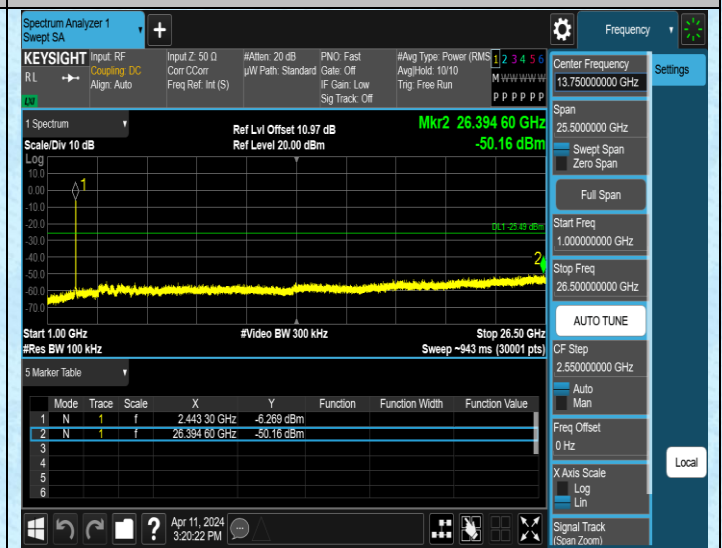 Spectrum Analyzer 1
Swept SA
+
Frequency
KEYSIGHT
R L
LXI
Input: RF
Coupling: DC
Align: Auto
Input Z: 50 Ω
Corr CCorr
Freq Ref: Int (S)
#Atten: 20 dB
µW Path: Standard
PNO: Fast
Gate: Off
IF Gain: Low
Sig Track: Off
#Avg Type: Power (RMS
Avg|Hold: 10/10
Trig: Free Run
1 2 3 4 5 6
M W W W W W
P P P P P P
1 Spectrum
Scale/Div 10 dB
Ref Lvl Offset 10.97 dB
Ref Level 20.00 dBm
Mkr2 26.394 60 GHz
-50.16 dBm
Log
10.0
0.00
-10.0
-20.0
-30.0
-40.0
-50.0
-60.0
-70.0
1
DL1 -25.49 dBm
2
Start 1.00 GHz
#Res BW 100 kHz
#Video BW 300 kHz
Stop 26.50 GHz
Sweep ~943 ms (30001 pts)
5 Marker Table
Mode Trace Scale X Y Function Function Width Function Value
1 N 1 f 2.443 30 GHz -6.269 dBm
2 N 1 f 26.394 60 GHz -50.16 dBm
3
4
5
6
?
Apr 11, 2024
3:20:22 PM
Center Frequency
13.750000000 GHz
Settings
Span
25.5000000 GHz
Swept Span
Zero Span
Full Span
Start Freq
1.000000000 GHz
Stop Freq
26.500000000 GHz
AUTO TUNE
CF Step
2.550000000 GHz
Auto
Man
Freq Offset
0 Hz
X Axis Scale
Log
Lin
Local
Signal Track
(Span Zoom)